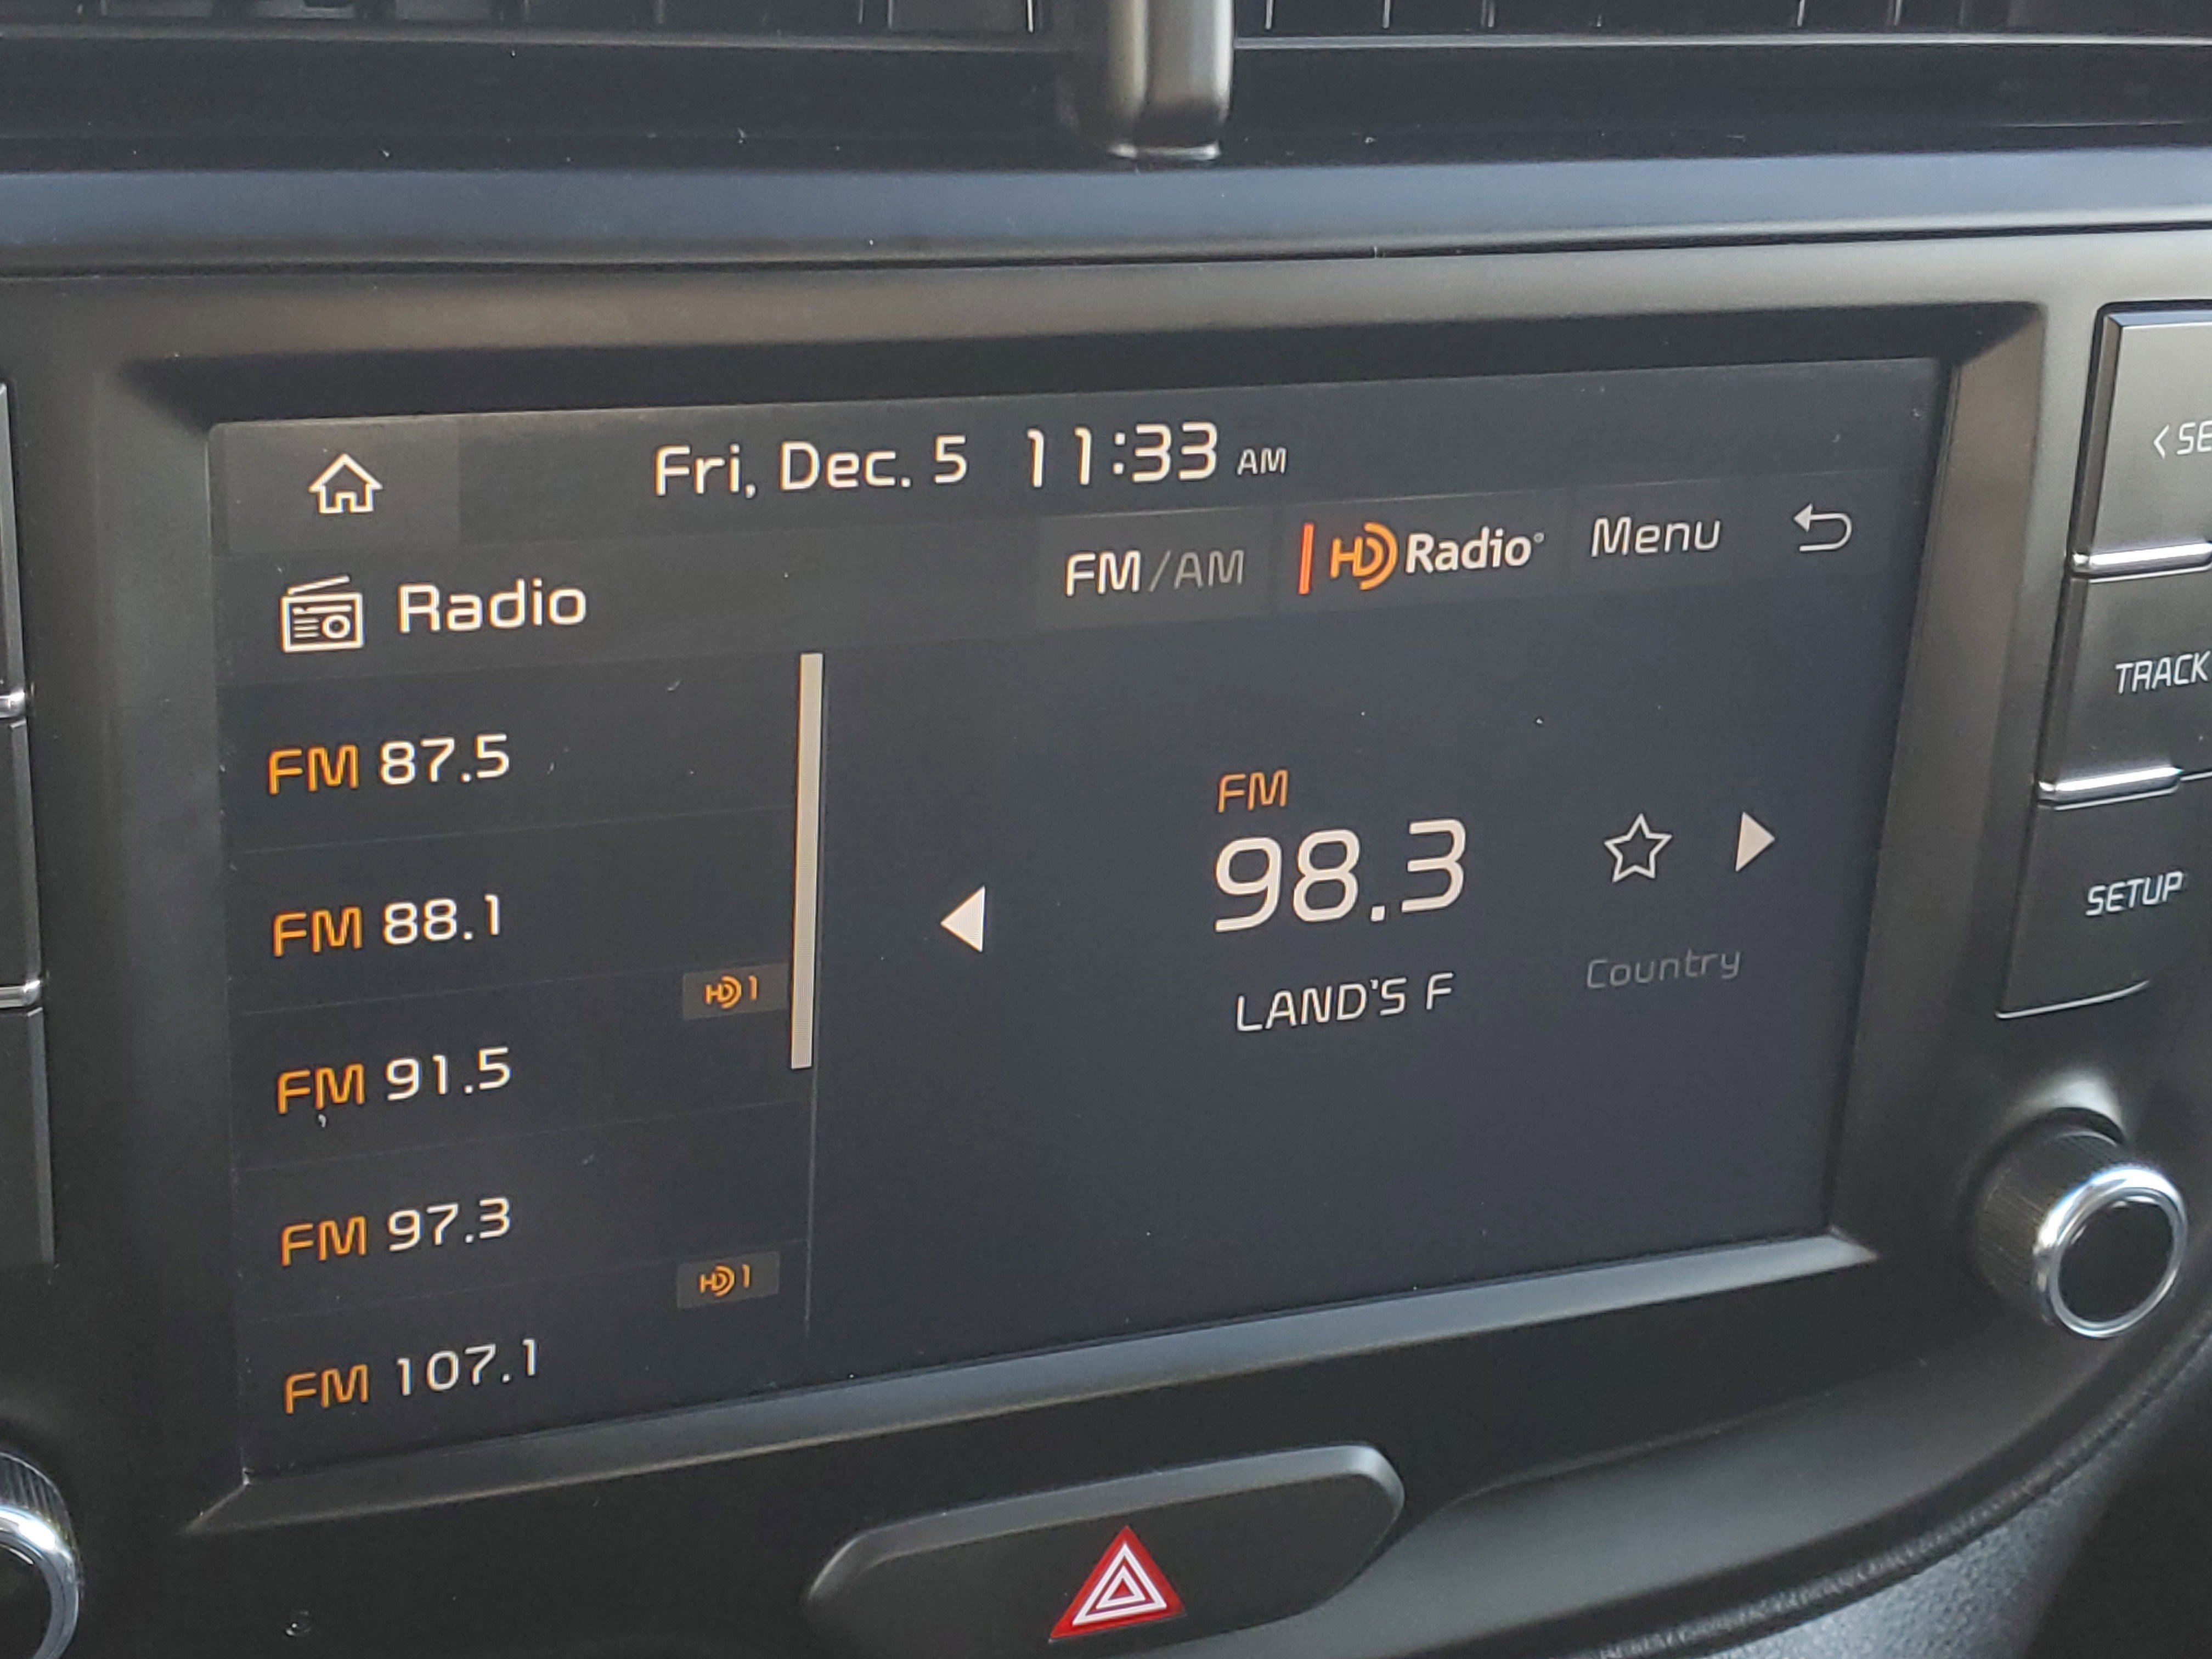 Fri, Dec. 5 11:33 AM
Radio FM/AM HD Radio® Menu
FM 87.5
FM 88.1
HD 1
FM 91.5
FM 97.3
HD 1
FM 107.1
FM
98.3
LAND'S F
Country
< SE
TRACK
SETUP